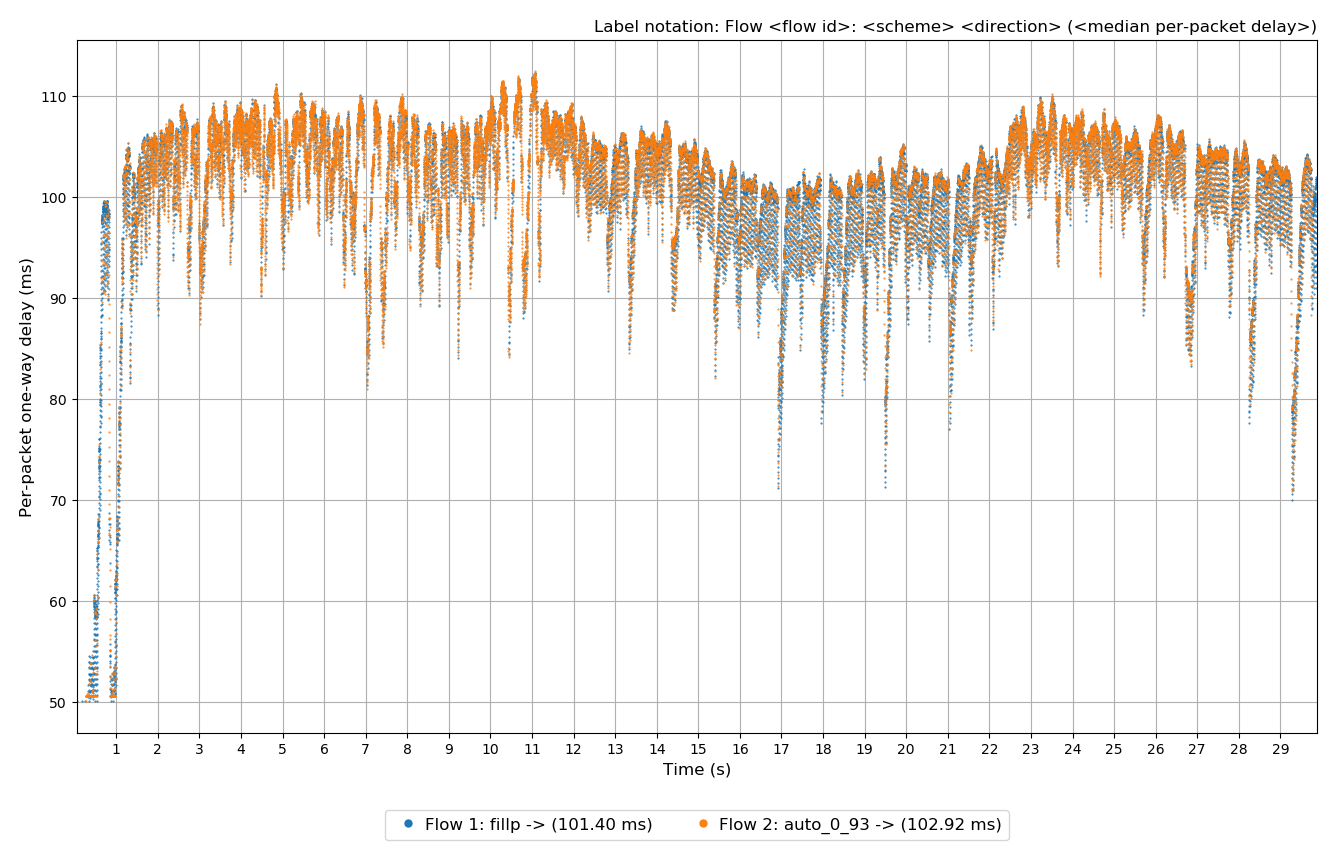 Label notation: Flow <flow id>: <scheme> <direction> (<median per-packet delay>)
Per-packet one-way delay (ms)
110
100
90
80
70
60
50
1 2 3 4 5 6 7 8 9 10 11 12 13 14 15 16 17 18 19 20 21 22 23 24 25 26 27 28 29
Time (s)
Flow 1: fillp -> (101.40 ms) Flow 2: auto_0_93 -> (102.92 ms)